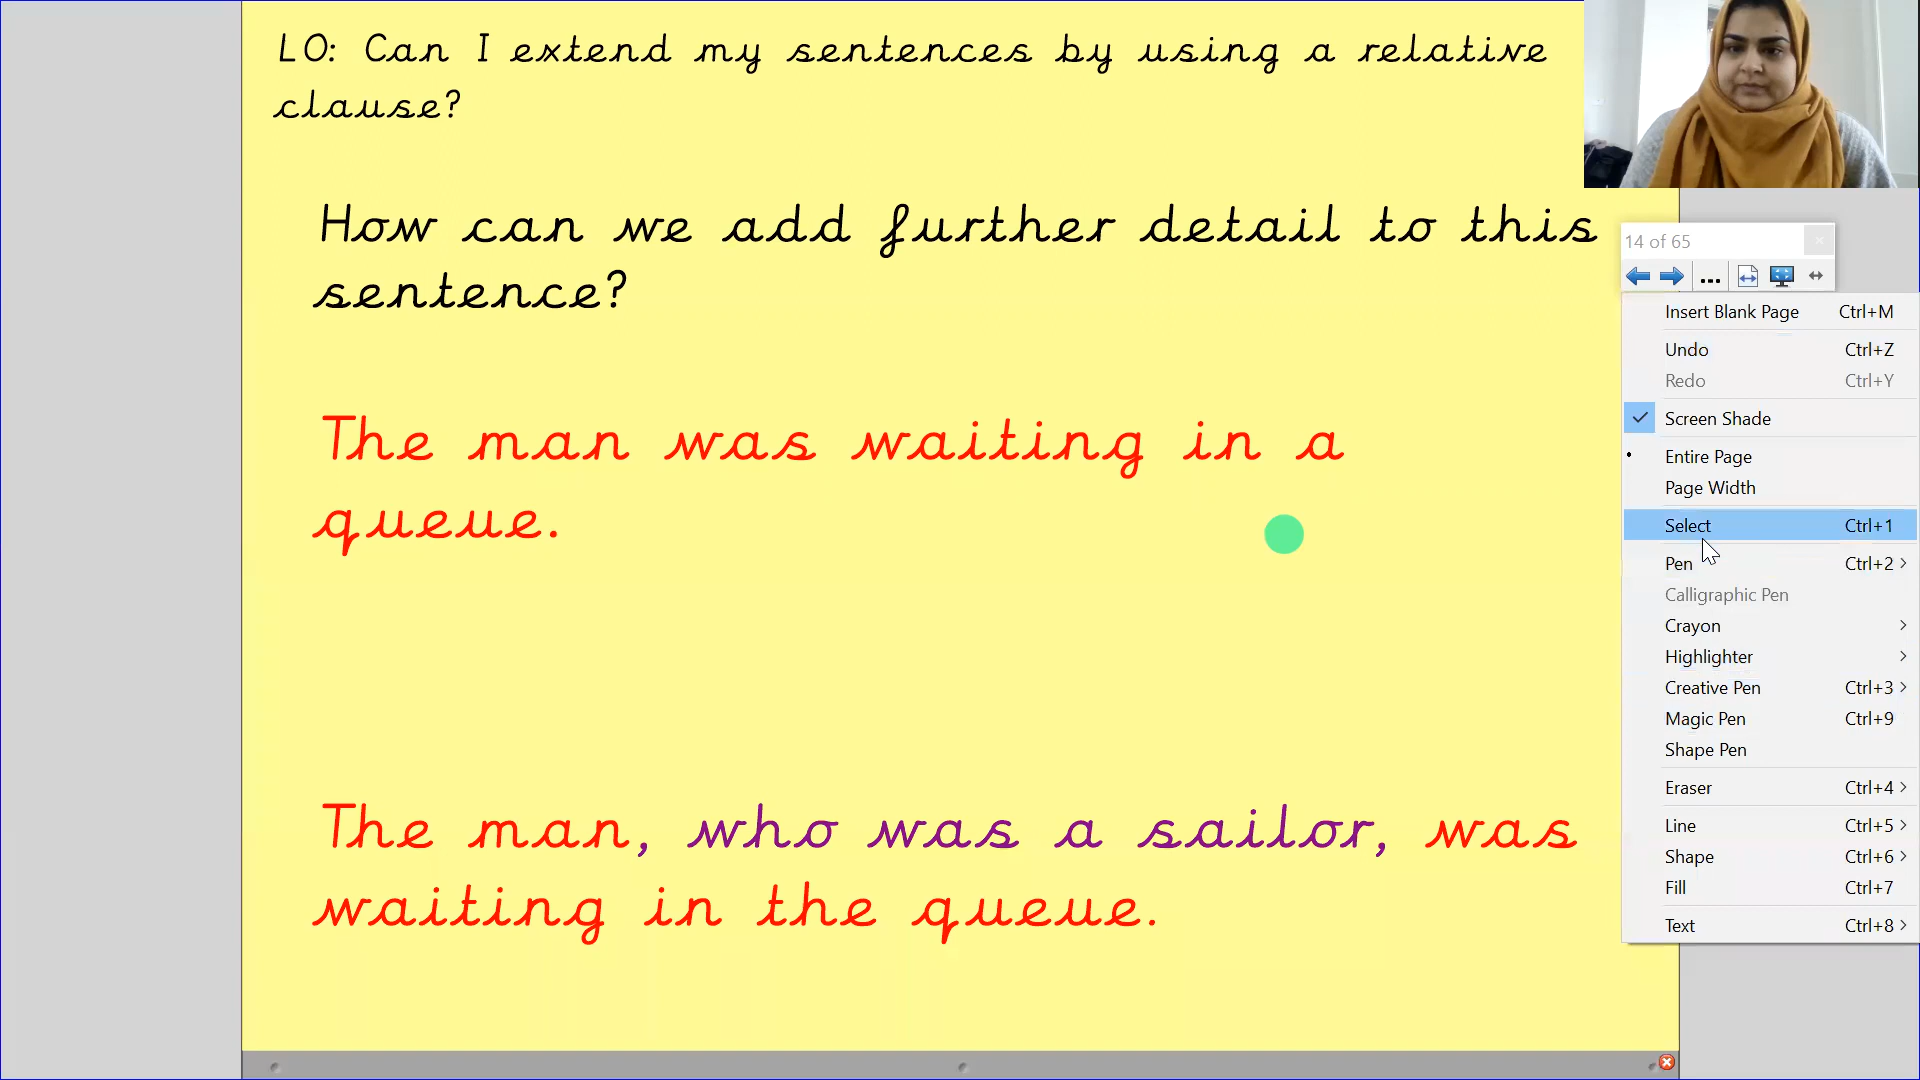 LO: Can I extend my sentences by using a relative
clause?
How can we add further detail to this
sentence?
The man was waiting in a
queue.
The man, who was a sailor, was
waiting in the queue.
14 of 65
...
Insert Blank Page Ctrl+M
Undo Ctrl+Z
Redo Ctrl+Y
Screen Shade
Entire Page
Page Width
Select Ctrl+1
Pen Ctrl+2
Calligraphic Pen
Crayon
Highlighter
Creative Pen Ctrl+3
Magic Pen Ctrl+9
Shape Pen
Eraser Ctrl+4
Line Ctrl+5
Shape Ctrl+6
Fill Ctrl+7
Text Ctrl+8